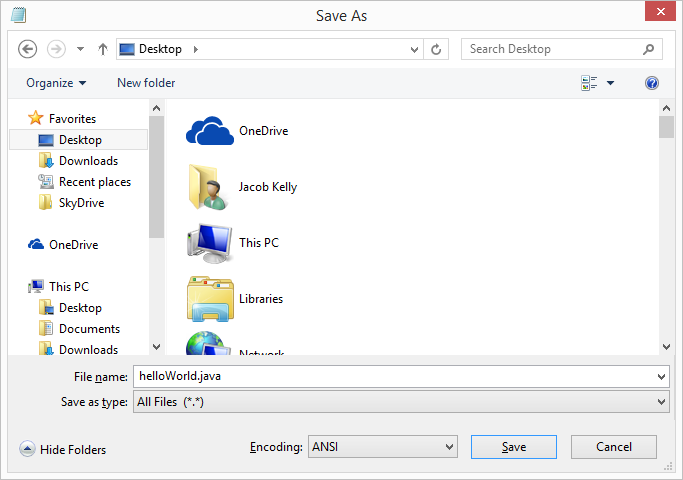 Save As
Desktop
Search Desktop
Organize New folder
Favorites
Desktop
Downloads
Recent places
SkyDrive
OneDrive
This PC
Desktop
Documents
Downloads
OneDrive
Jacob Kelly
This PC
Libraries
Network
File name: helloWorld.java
Save as type: All Files (*.*)
Hide Folders Encoding: ANSI Save Cancel